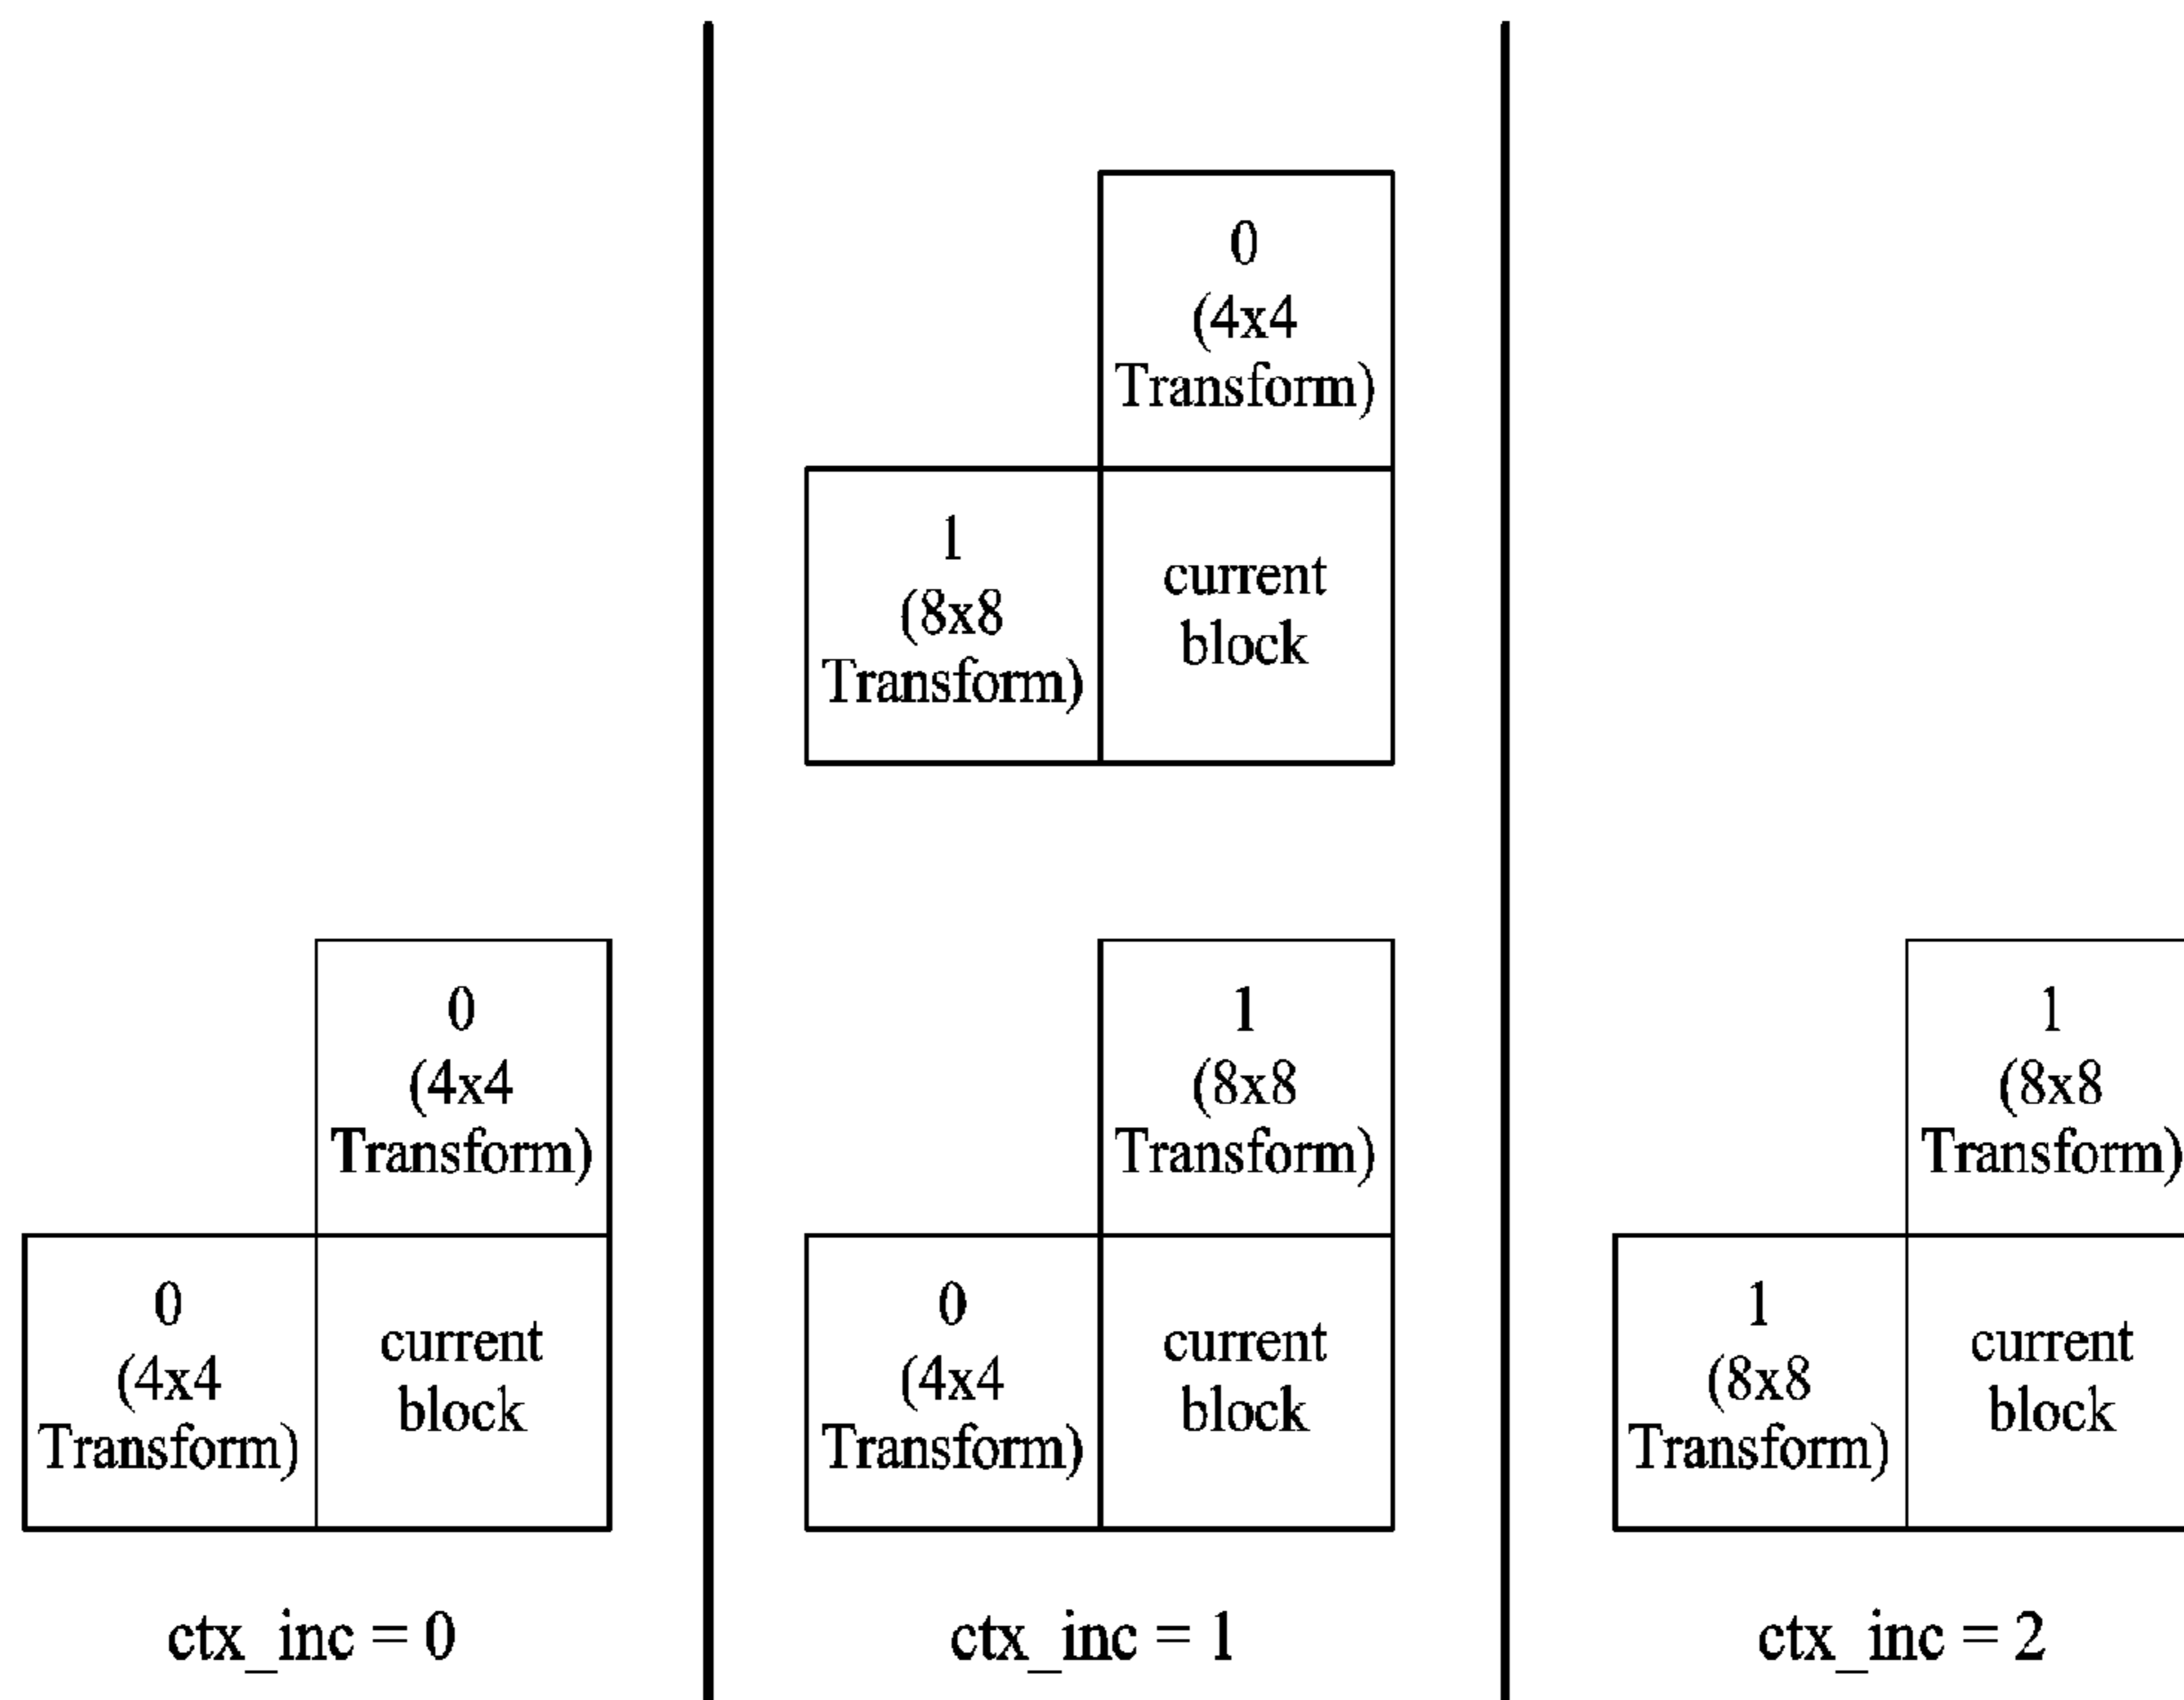 0
(4x4
Transform)
0
(4x4
Transform)
current
block
ctx_inc = 0
0
(4x4
Transform)
1
(8x8
Transform)
current
block
1
(8x8
Transform)
0
(4x4
Transform)
current
block
ctx_inc = 1
1
(8x8
Transform)
1
(8x8
Transform)
current
block
ctx_inc = 2